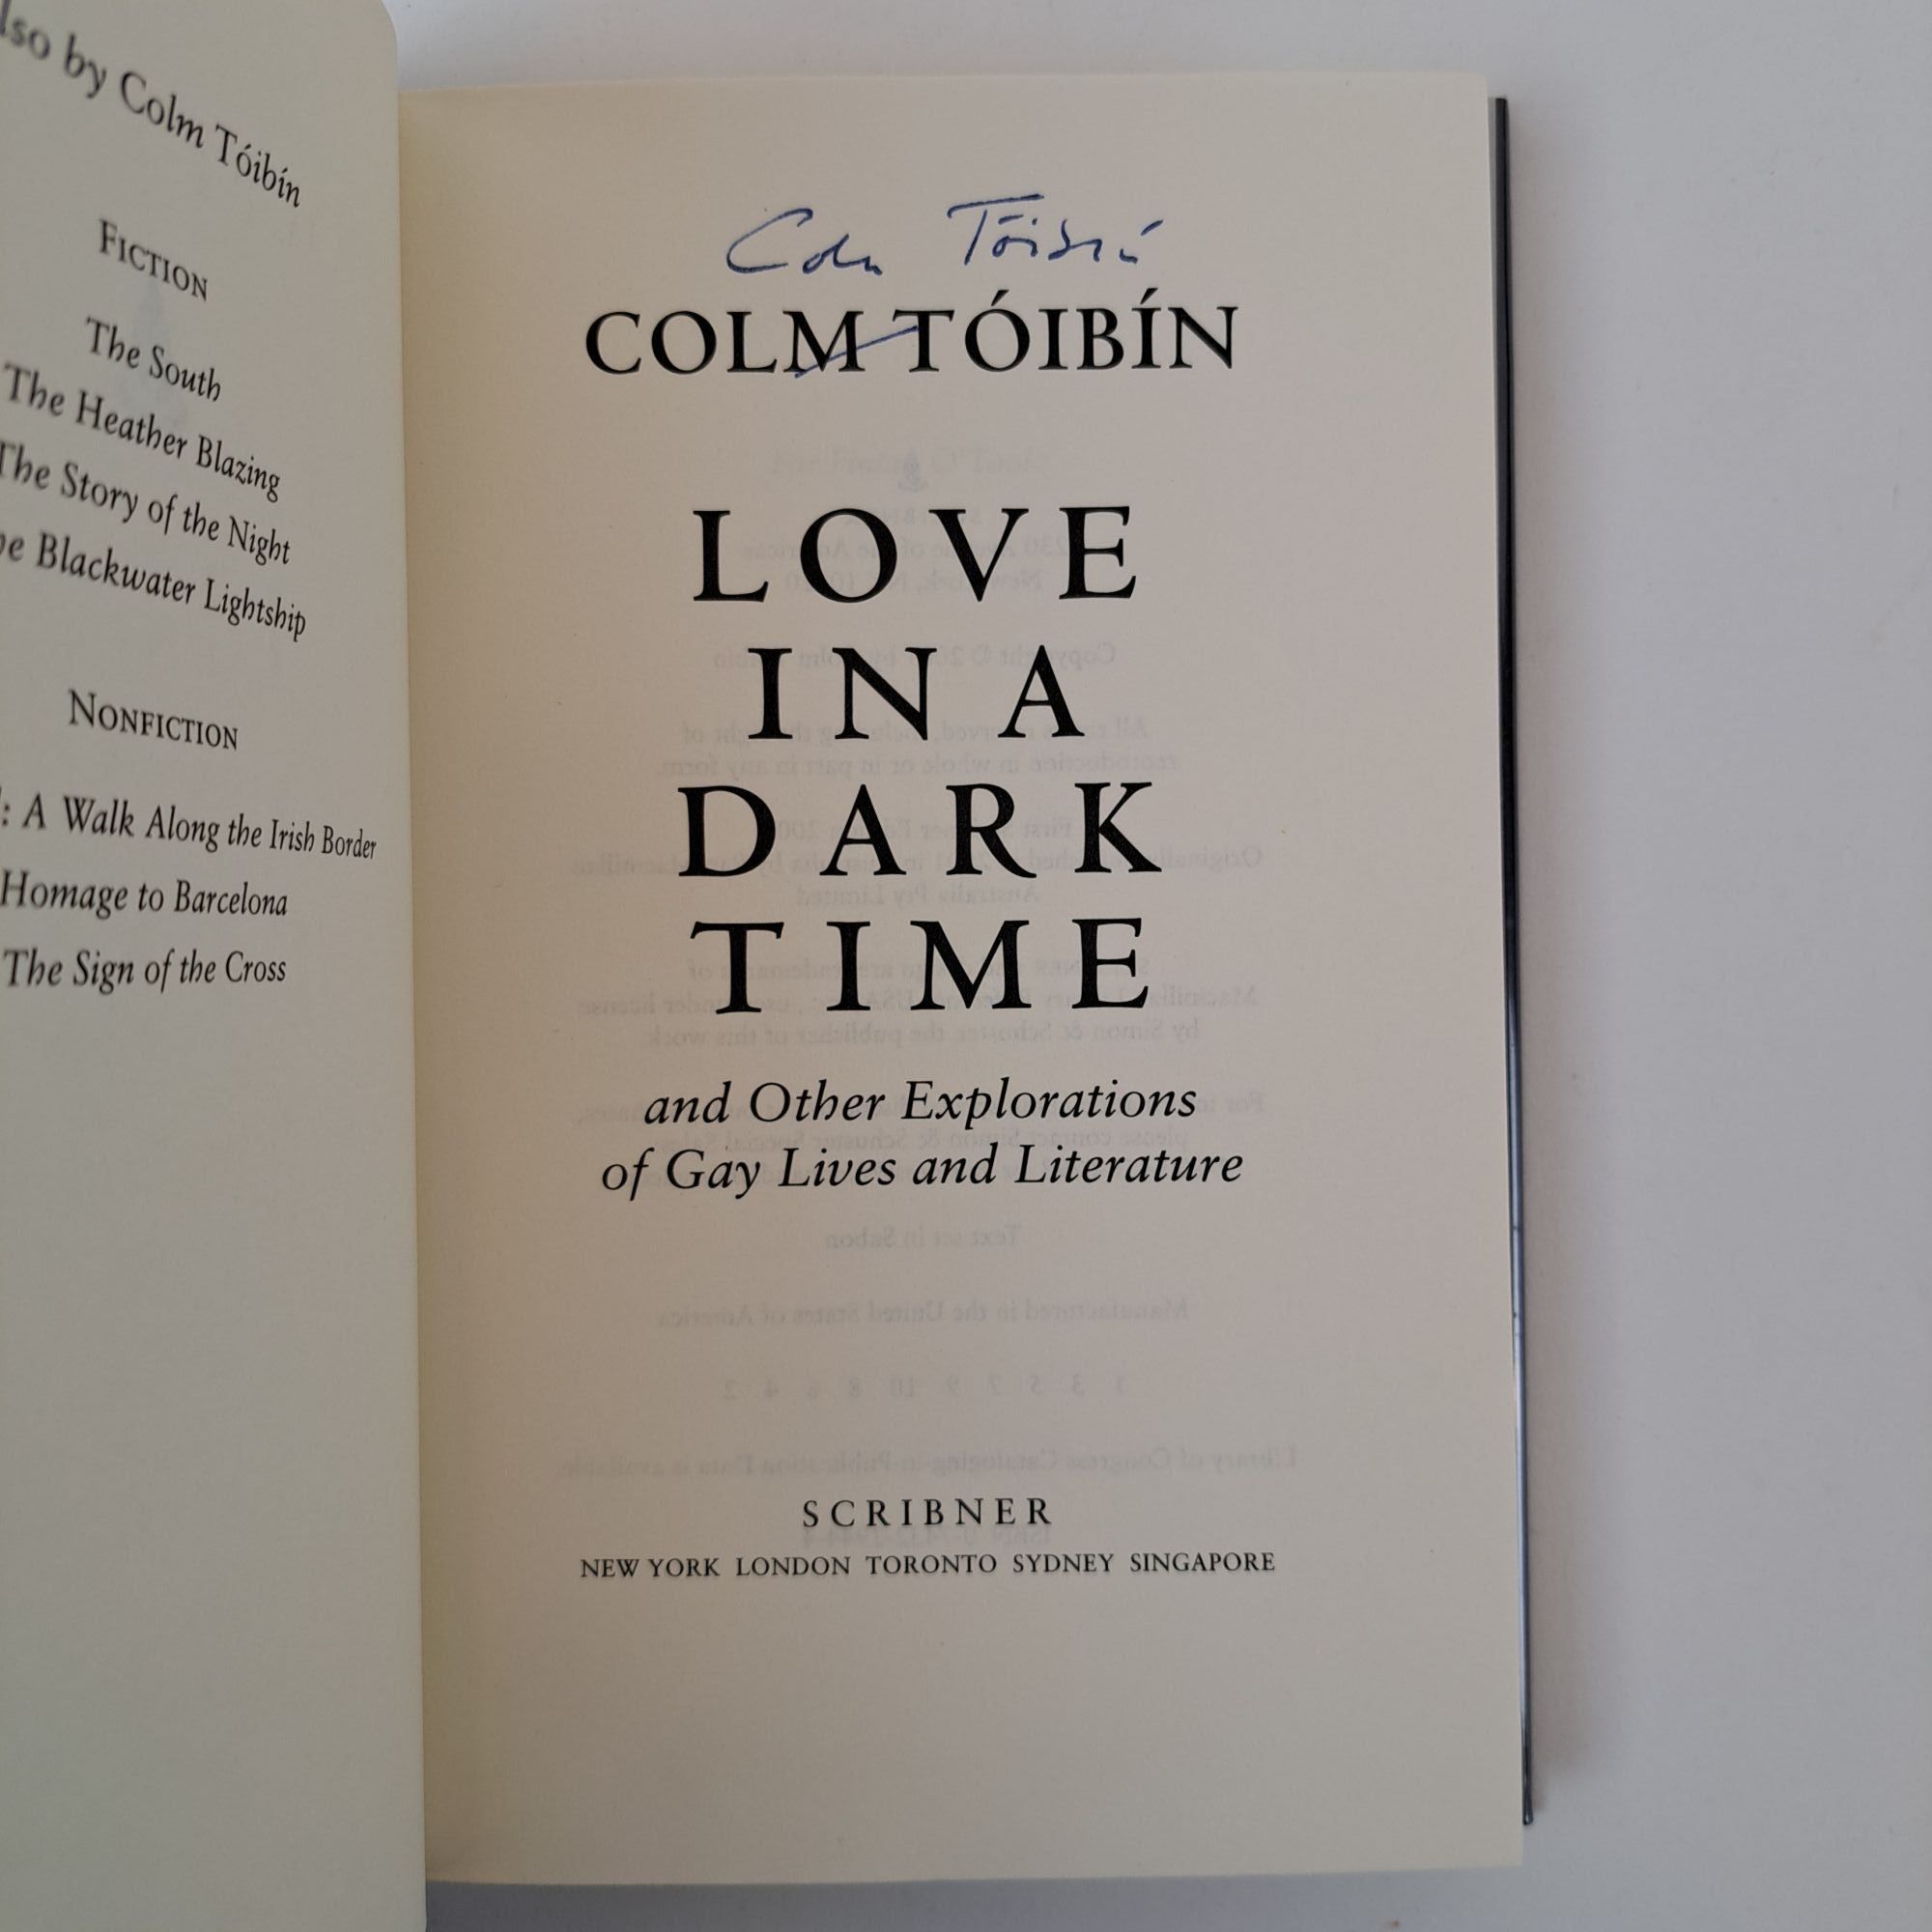 by Colm Tóibín
FICTION
The South
The Heather Blazing
The Story of the Night
Blackwater Lightship
NONFICTION
: A Walk Along the Irish Border
Homage to Barcelona
The Sign of the Cross
Colm Tóibín
COLM TÓIBÍN
LOVE
IN A
DARK
TIME
and Other Explorations
of Gay Lives and Literature
SCRIBNER
NEW YORK LONDON TORONTO SYDNEY SINGAPORE